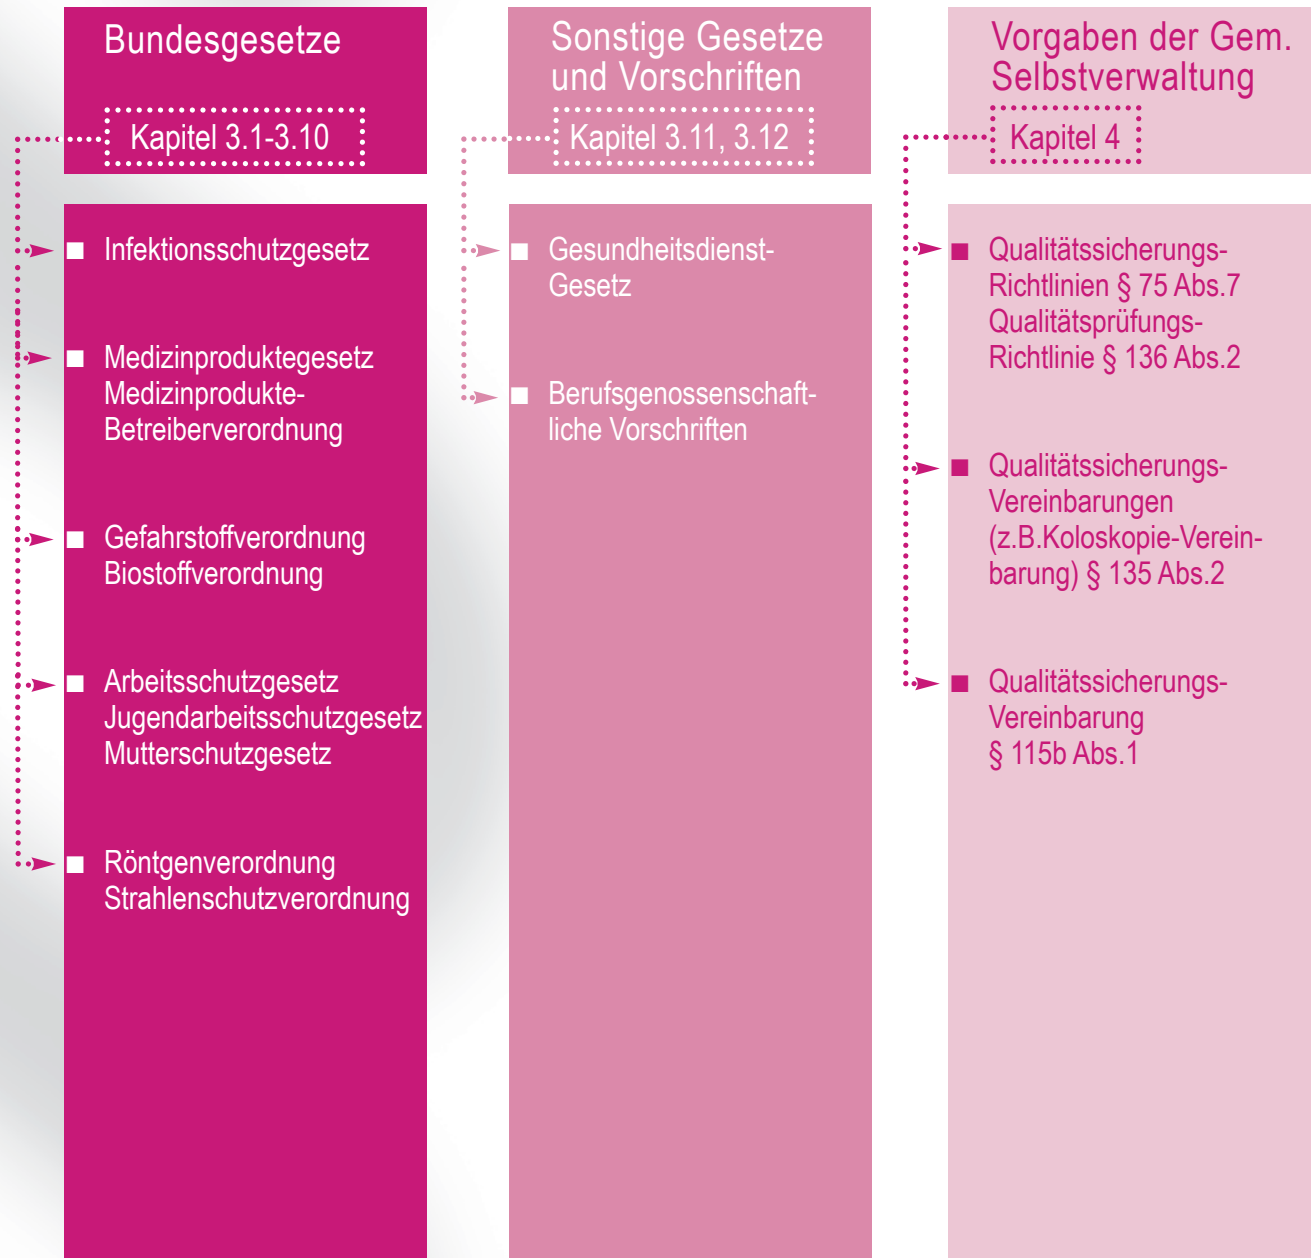 Bundesgesetze
Kapitel 3.1-3.10
■ Infektionsschutzgesetz
■ Medizinproduktegesetz
Medizinprodukte-
Betreiberverordnung
■ Gefahrstoffverordnung
Biostoffverordnung
■ Arbeitsschutzgesetz
Jugendarbeitsschutzgesetz
Mutterschutzgesetz
■ Röntgenverordnung
Strahlenschutzverordnung
Sonstige Gesetze
und Vorschriften
Kapitel 3.11, 3.12
■ Gesundheitsdienst-
Gesetz
■ Berufsgenossenschaft-
liche Vorschriften
Vorgaben der Gem.
Selbstverwaltung
Kapitel 4
■ Qualitätssicherungs-
Richtlinien § 75 Abs.7
Qualitätsprüfungs-
Richtlinie § 136 Abs.2
■ Qualitätssicherungs-
Vereinbarungen
(z.B.Koloskopie-Verein-
barung) § 135 Abs.2
■ Qualitätssicherungs-
Vereinbarung
§ 115b Abs.1